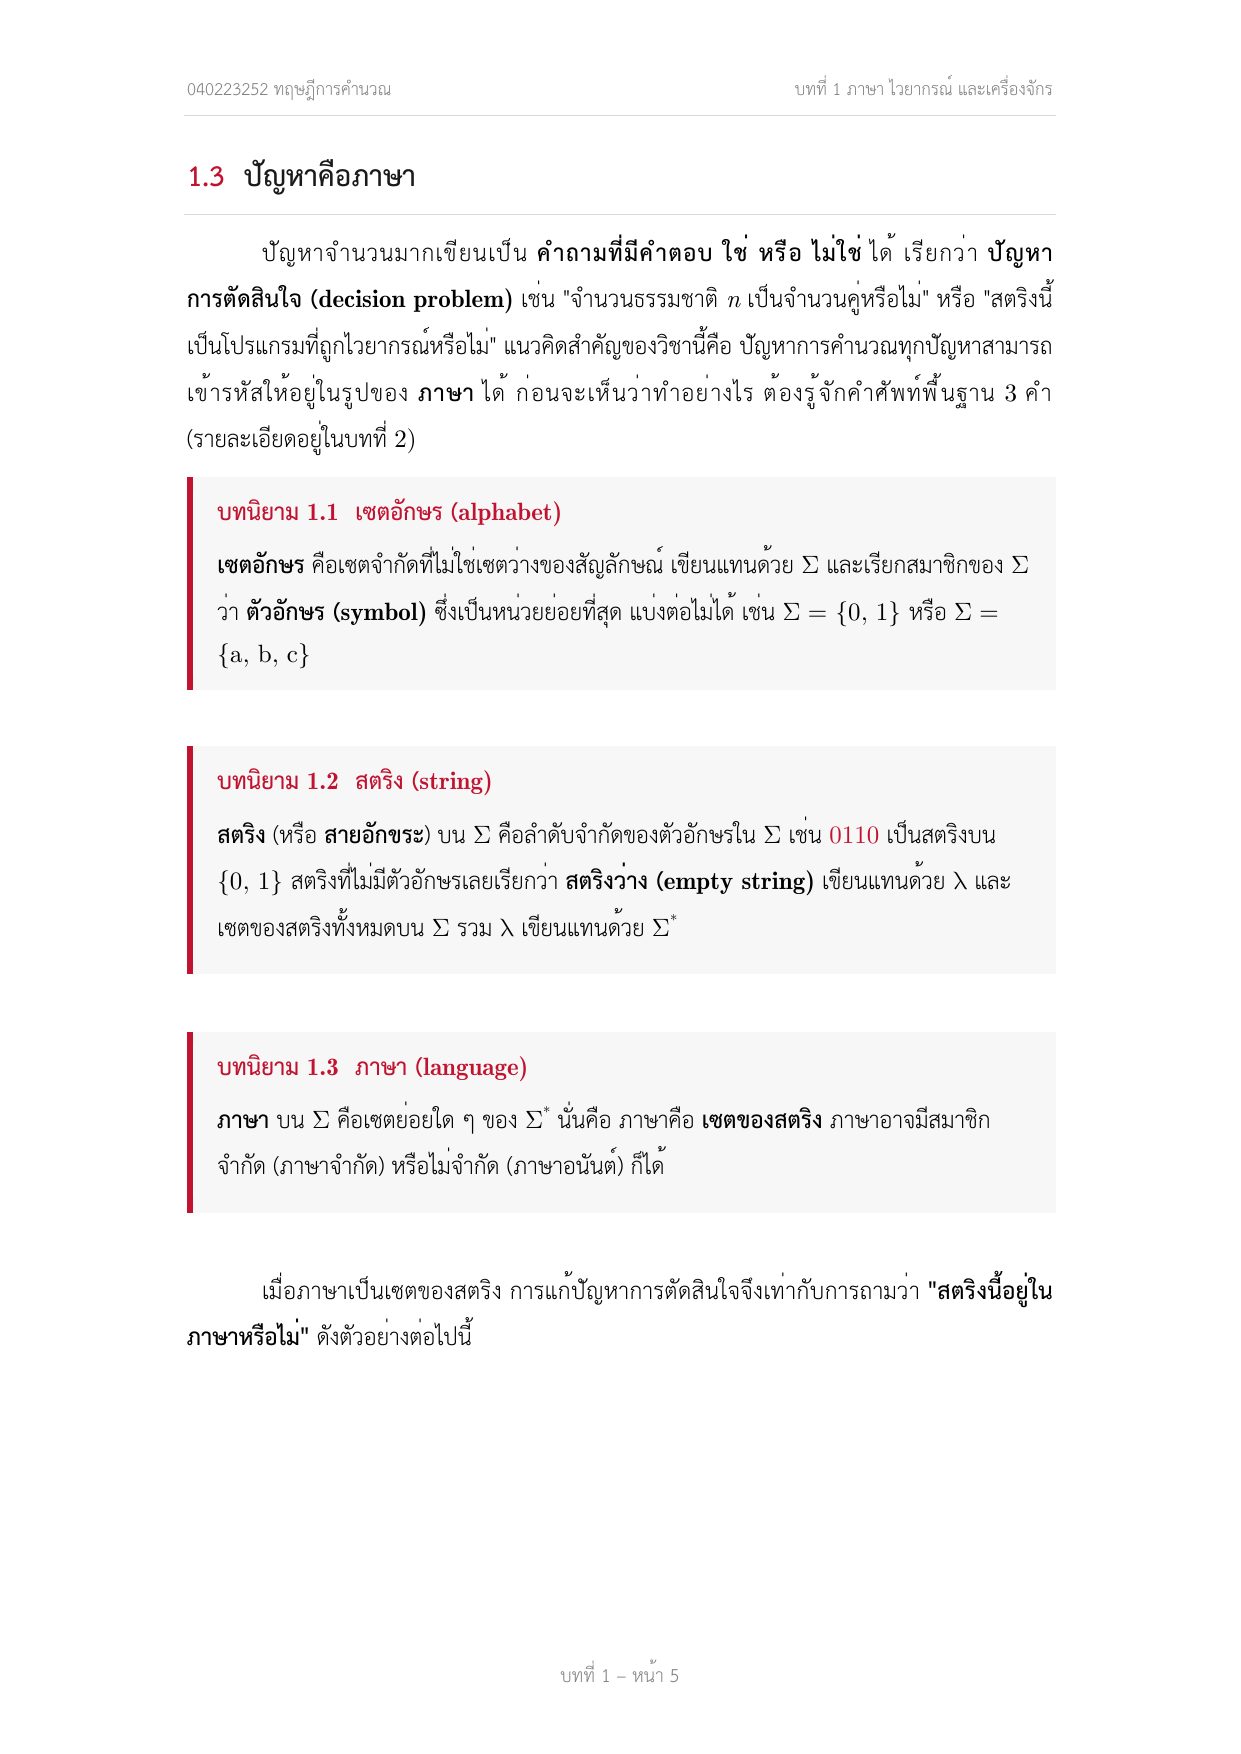 040223252 ทฤษฎีการคำนวณ
บทที่ 1 ภาษา ไวยากรณ์ และเครื่องจักร
1.3 ปัญหาคือภาษา
ปัญหาจำนวนมากเขียนเป็น คำถามที่มีคำตอบ ใช่ หรือ ไม่ใช่ ได้ เรียกว่า ปัญหา
การตัดสินใจ (decision problem) เช่น "จำนวนธรรมชาติ n เป็นจำนวนคู่หรือไม่" หรือ "สตริงนี้
เป็นโปรแกรมที่ถูกไวยากรณ์หรือไม่" แนวคิดสำคัญของวิชานี้คือ ปัญหาการคำนวณทุกปัญหาสามารถ
เข้ารหัสให้อยู่ในรูปของ ภาษา ได้ ก่อนจะเห็นว่าทำอย่างไร ต้องรู้จักคำศัพท์พื้นฐาน 3 คำ
(รายละเอียดอยู่ในบทที่ 2)
บทนิยาม 1.1 เซตอักษร (alphabet)
เซตอักษร คือเซตจำกัดที่ไม่ใช่เซตว่างของสัญลักษณ์ เขียนแทนด้วย Σ และเรียกสมาชิกของ Σ
ว่า ตัวอักษร (symbol) ซึ่งเป็นหน่วยย่อยที่สุด แบ่งต่อไม่ได้ เช่น Σ = {0, 1} หรือ Σ =
{a, b, c}
บทนิยาม 1.2 สตริง (string)
สตริง (หรือ สายอักขระ) บน Σ คือลำดับจำกัดของตัวอักษรใน Σ เช่น 0110 เป็นสตริงบน
{0, 1} สตริงที่ไม่มีตัวอักษรเลยเรียกว่า สตริงว่าง (empty string) เขียนแทนด้วย λ และ
เซตของสตริงทั้งหมดบน Σ รวม λ เขียนแทนด้วย Σ*
บทนิยาม 1.3 ภาษา (language)
ภาษา บน Σ คือเซตย่อยใด ๆ ของ Σ* นั่นคือ ภาษาคือ เซตของสตริง ภาษาอาจมีสมาชิก
จำกัด (ภาษาจำกัด) หรือไม่จำกัด (ภาษาอนันต์) ก็ได้
เมื่อภาษาเป็นเซตของสตริง การแก้ปัญหาการตัดสินใจจึงเท่ากับการถามว่า "สตริงนี้อยู่ใน
ภาษาหรือไม่" ดังตัวอย่างต่อไปนี้
บทที่ 1 – หน้า 5